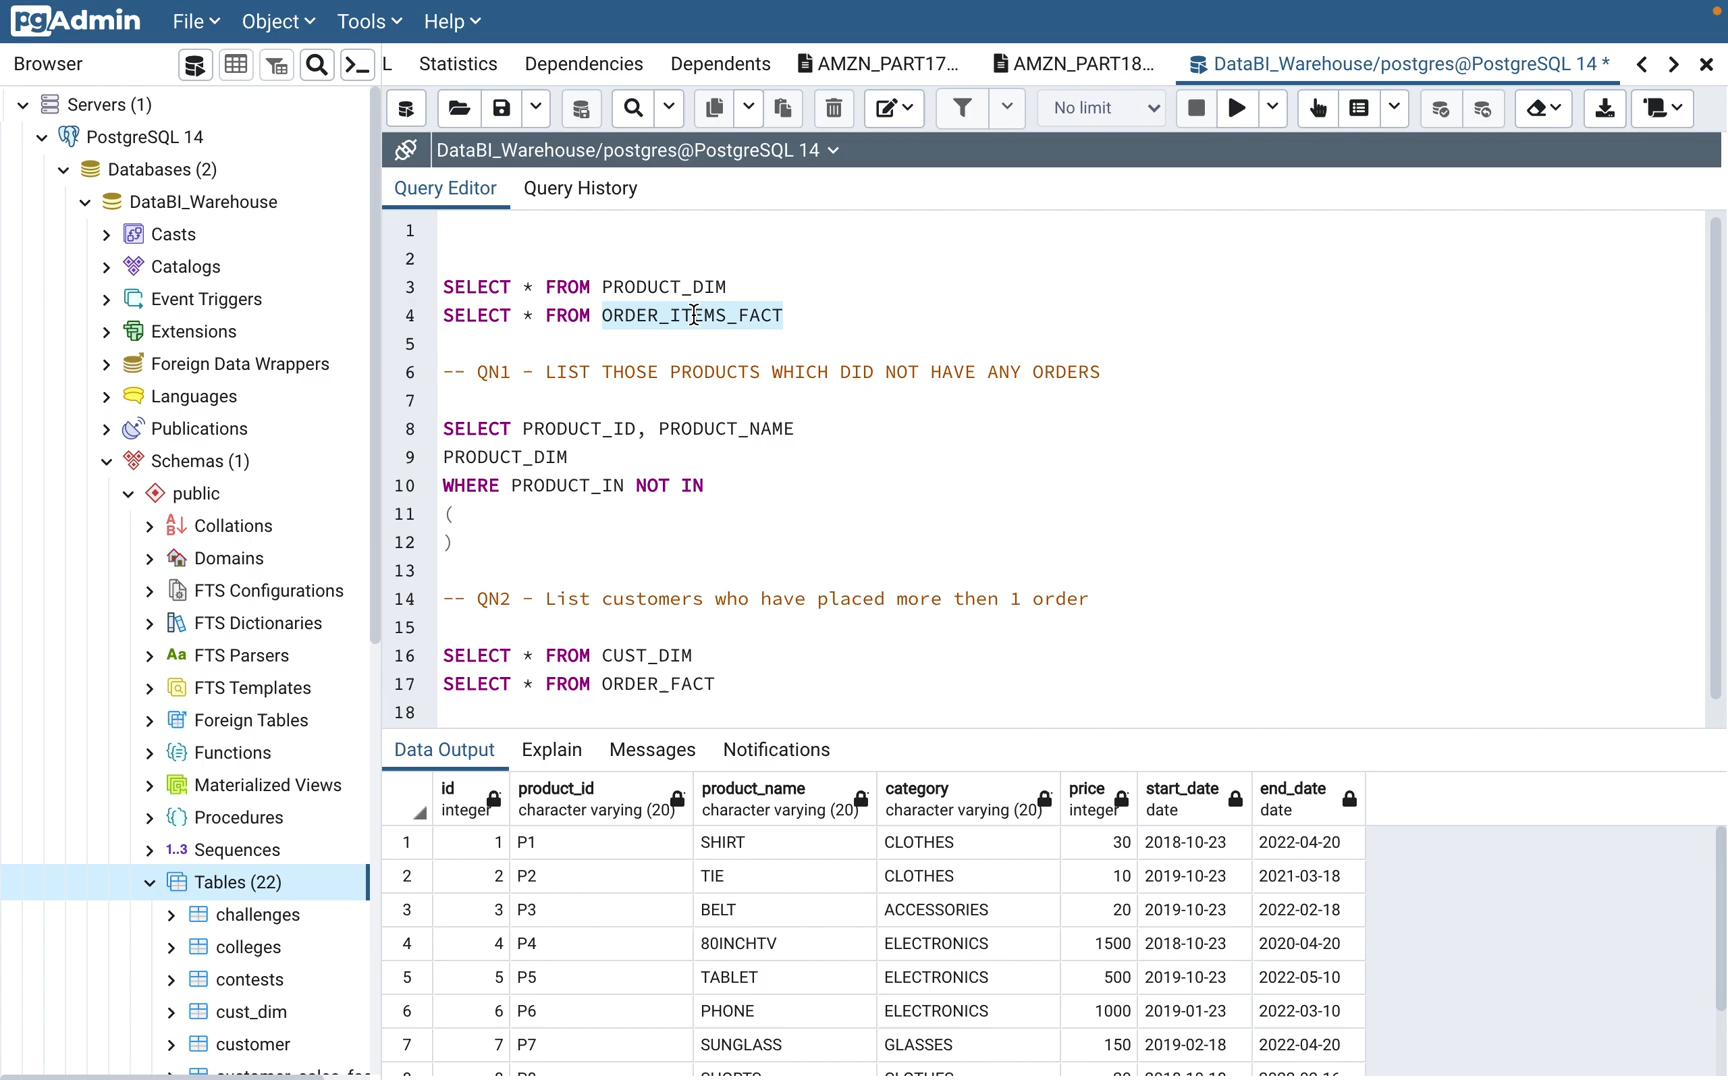 pgAdmin File Object Tools Help
Browser L Statistics Dependencies Dependents AMZN_PART17... AMZN_PART18... DataBI_Warehouse/postgres@PostgreSQL 14 *
No limit
DataBI_Warehouse/postgres@PostgreSQL 14
Query Editor Query History
Servers (1)
PostgreSQL 14
Databases (2)
DataBI_Warehouse
Casts
Catalogs
Event Triggers
Extensions
Foreign Data Wrappers
Languages
Publications
Schemas (1)
public
Collations
Domains
FTS Configurations
FTS Dictionaries
FTS Parsers
FTS Templates
Foreign Tables
Functions
Materialized Views
Procedures
1..3 Sequences
Tables (22)
challenges
colleges
contests
cust_dim
customer
1
2
3 SELECT * FROM PRODUCT_DIM
4 SELECT * FROM ORDER_ITEMS_FACT
5
6 -- QN1 - LIST THOSE PRODUCTS WHICH DID NOT HAVE ANY ORDERS
7
8 SELECT PRODUCT_ID, PRODUCT_NAME
9 PRODUCT_DIM
10 WHERE PRODUCT_IN NOT IN
11 (
12 )
13
14 -- QN2 - List customers who have placed more then 1 order
15
16 SELECT * FROM CUST_DIM
17 SELECT * FROM ORDER_FACT
18
Data Output Explain Messages Notifications
id product_id product_name category price start_date end_date
integer character varying (20) character varying (20) character varying (20) integer date date
1 1 P1 SHIRT CLOTHES 30 2018-10-23 2022-04-20
2 2 P2 TIE CLOTHES 10 2019-10-23 2021-03-18
3 3 P3 BELT ACCESSORIES 20 2019-10-23 2022-02-18
4 4 P4 80INCHTV ELECTRONICS 1500 2018-10-23 2020-04-20
5 5 P5 TABLET ELECTRONICS 500 2019-10-23 2022-05-10
6 6 P6 PHONE ELECTRONICS 1000 2019-01-23 2022-03-10
7 7 P7 SUNGLASS GLASSES 150 2019-02-18 2022-04-20